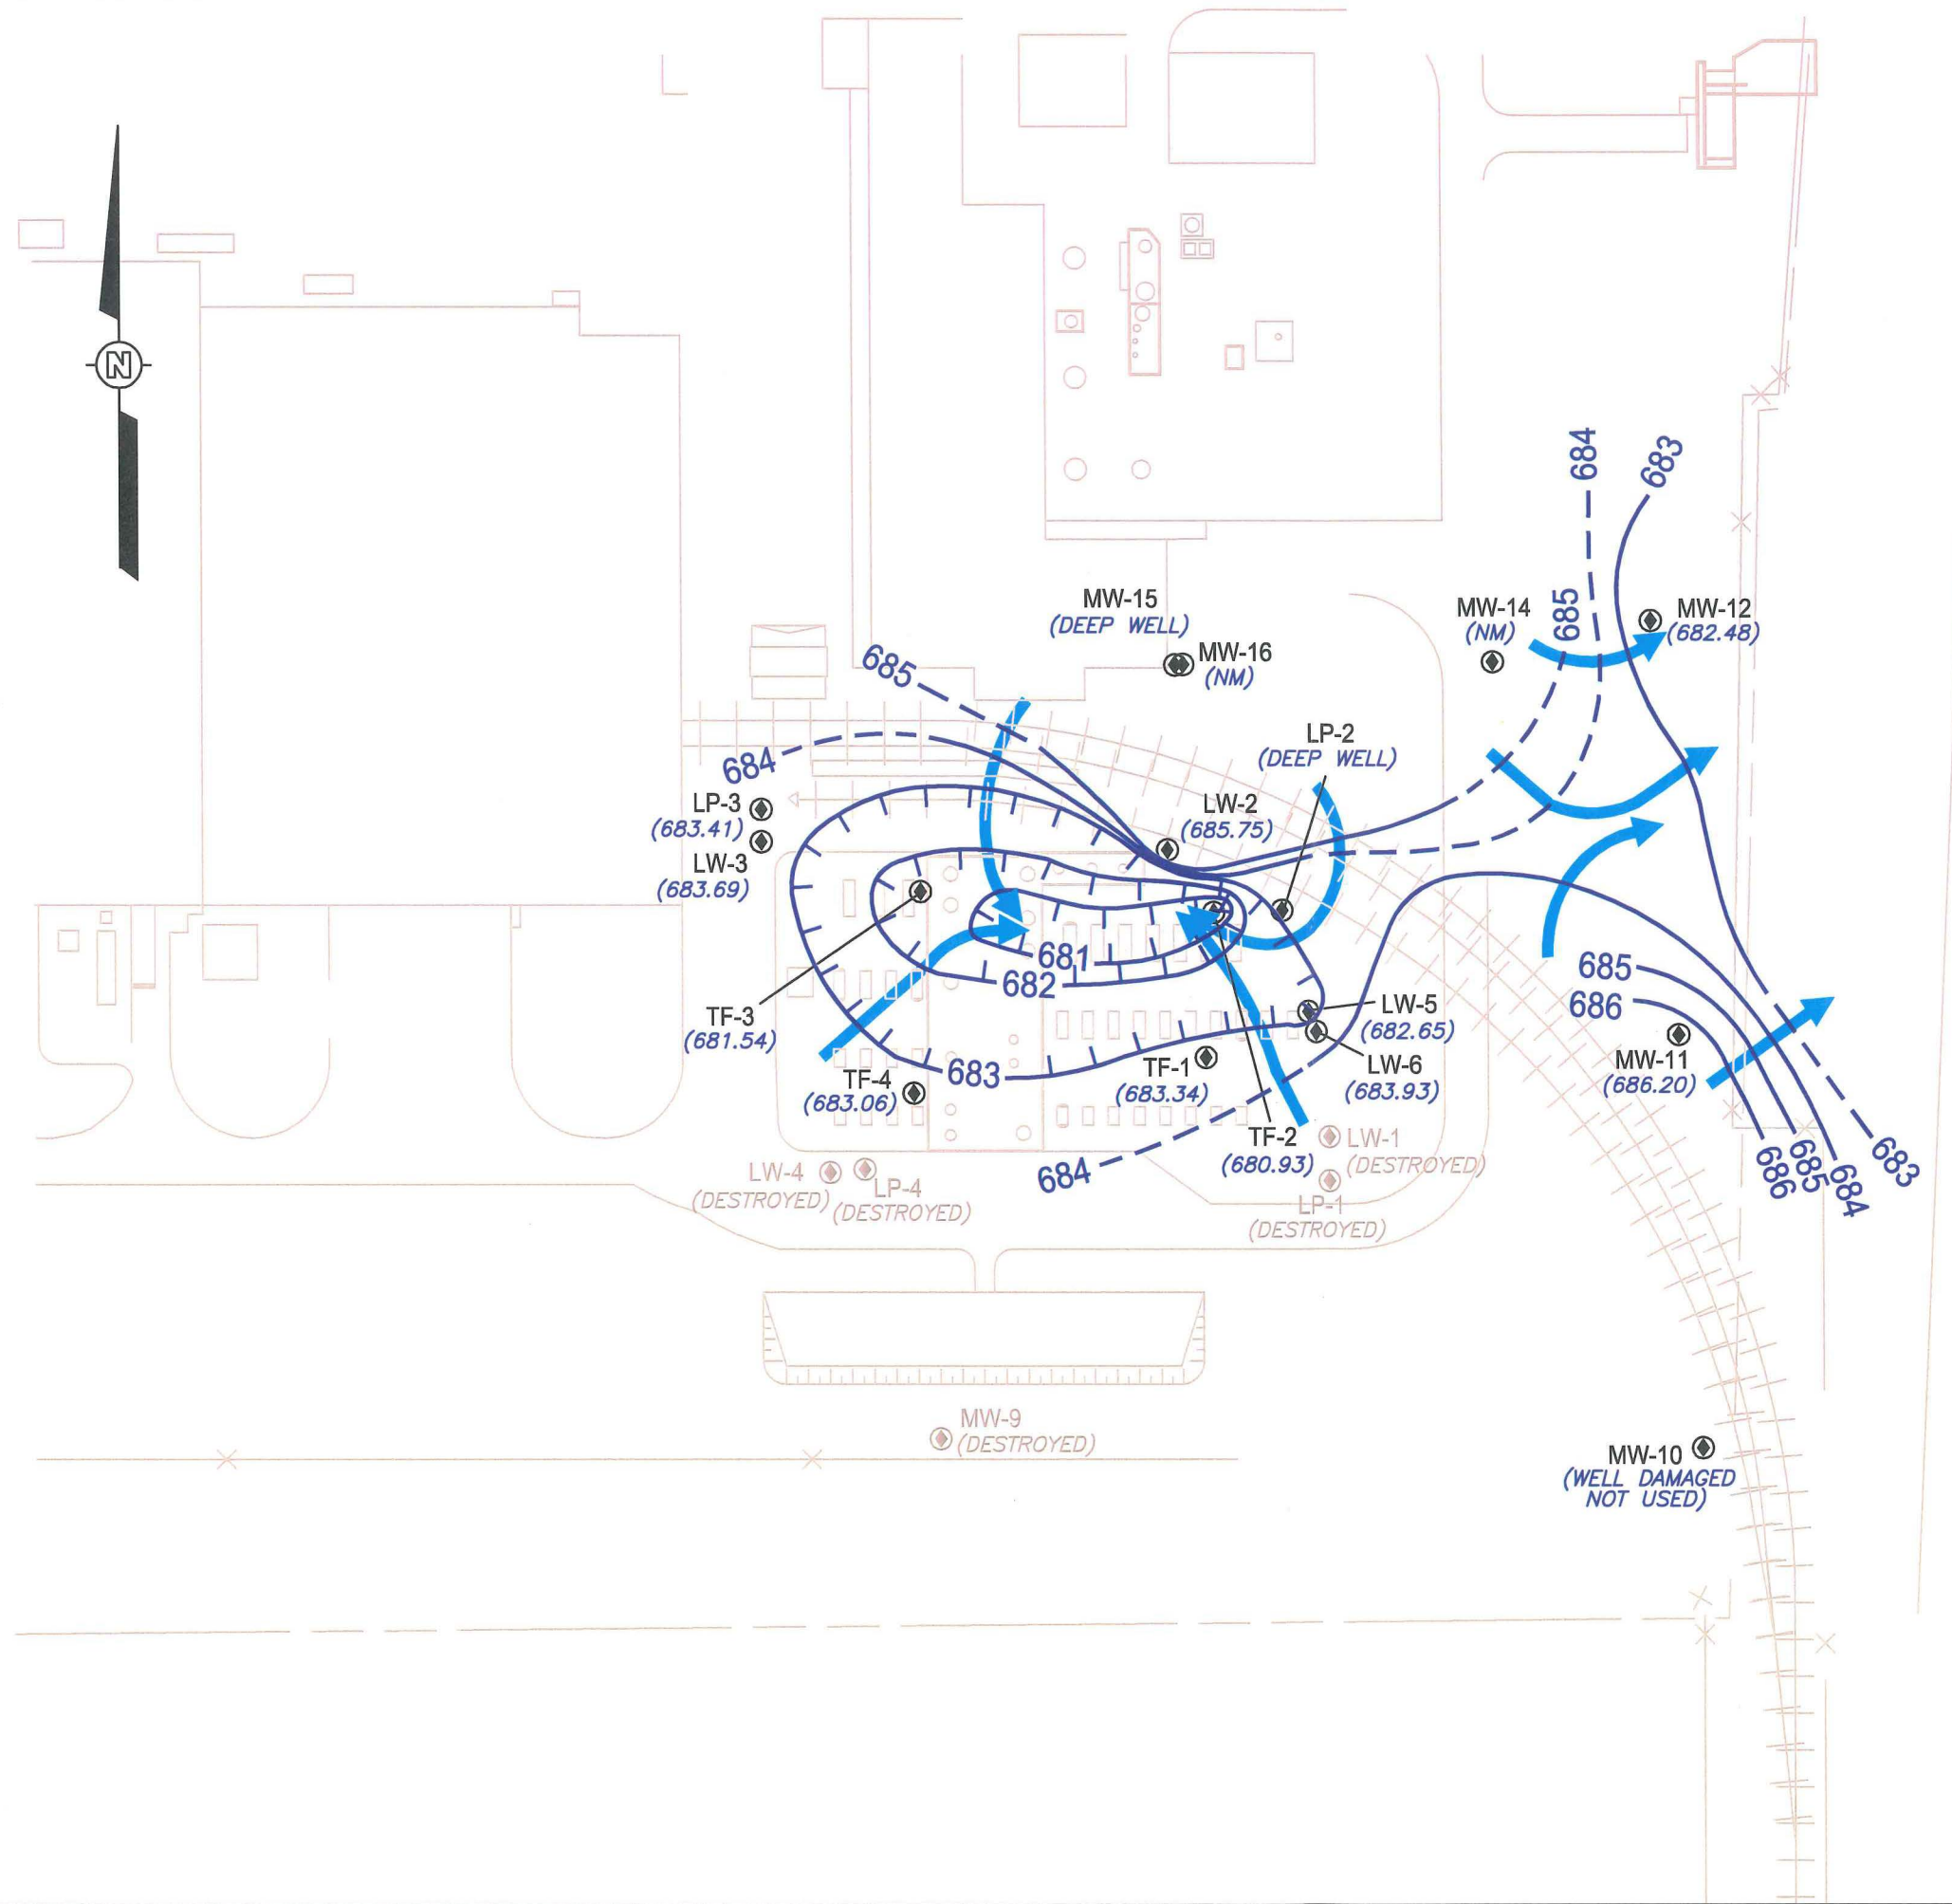 N
684
683
MW-15
(DEEP WELL)
MW-14
(NM)
685
MW-12
(682.48)
MW-16
(NM)
685
684
LP-2
(DEEP WELL)
LP-3
(683.41)
LW-3
(683.69)
LW-2
(685.75)
681
682
685
686
TF-3
(681.54)
LW-5
(682.65)
MW-11
(686.20)
683
TF-4
(683.06)
TF-1
(683.34)
LW-6
(683.93)
TF-2
(680.93)
LW-1
(DESTROYED)
684
LW-4
(DESTROYED)
LP-4
(DESTROYED)
LP-1
(DESTROYED)
686
685
684
683
MW-9
(DESTROYED)
MW-10
(WELL DAMAGED
NOT USED)